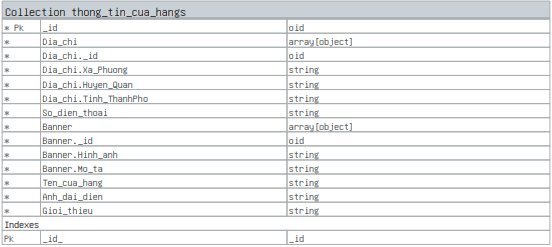 Collection thong_tin_cua_hangs
* Pk _id oid
* Dia_chi array[object]
* Dia_chi._id oid
* Dia_chi.Xa_Phuong string
* Dia_chi.Huyen_Quan string
* Dia_chi.Tinh_ThanhPho string
* So_dien_thoai string
* Banner array[object]
* Banner._id oid
* Banner.Hinh_anh string
* Banner.Mo_ta string
* Ten_cua_hang string
* Anh_dai_dien string
* Gioi_thieu string
Indexes
Pk _id_ _id